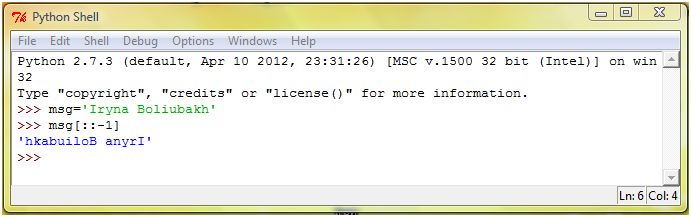 Python Shell
File Edit Shell Debug Options Windows Help
Python 2.7.3 (default, Apr 10 2012, 23:31:26) [MSC v.1500 32 bit (Intel)] on win
32
Type "copyright", "credits" or "license()" for more information.
>>> msg='Iryna Boliubakh'
>>> msg[::-1]
'hkabuiloB anyrI'
>>>
Ln: 6 Col: 4